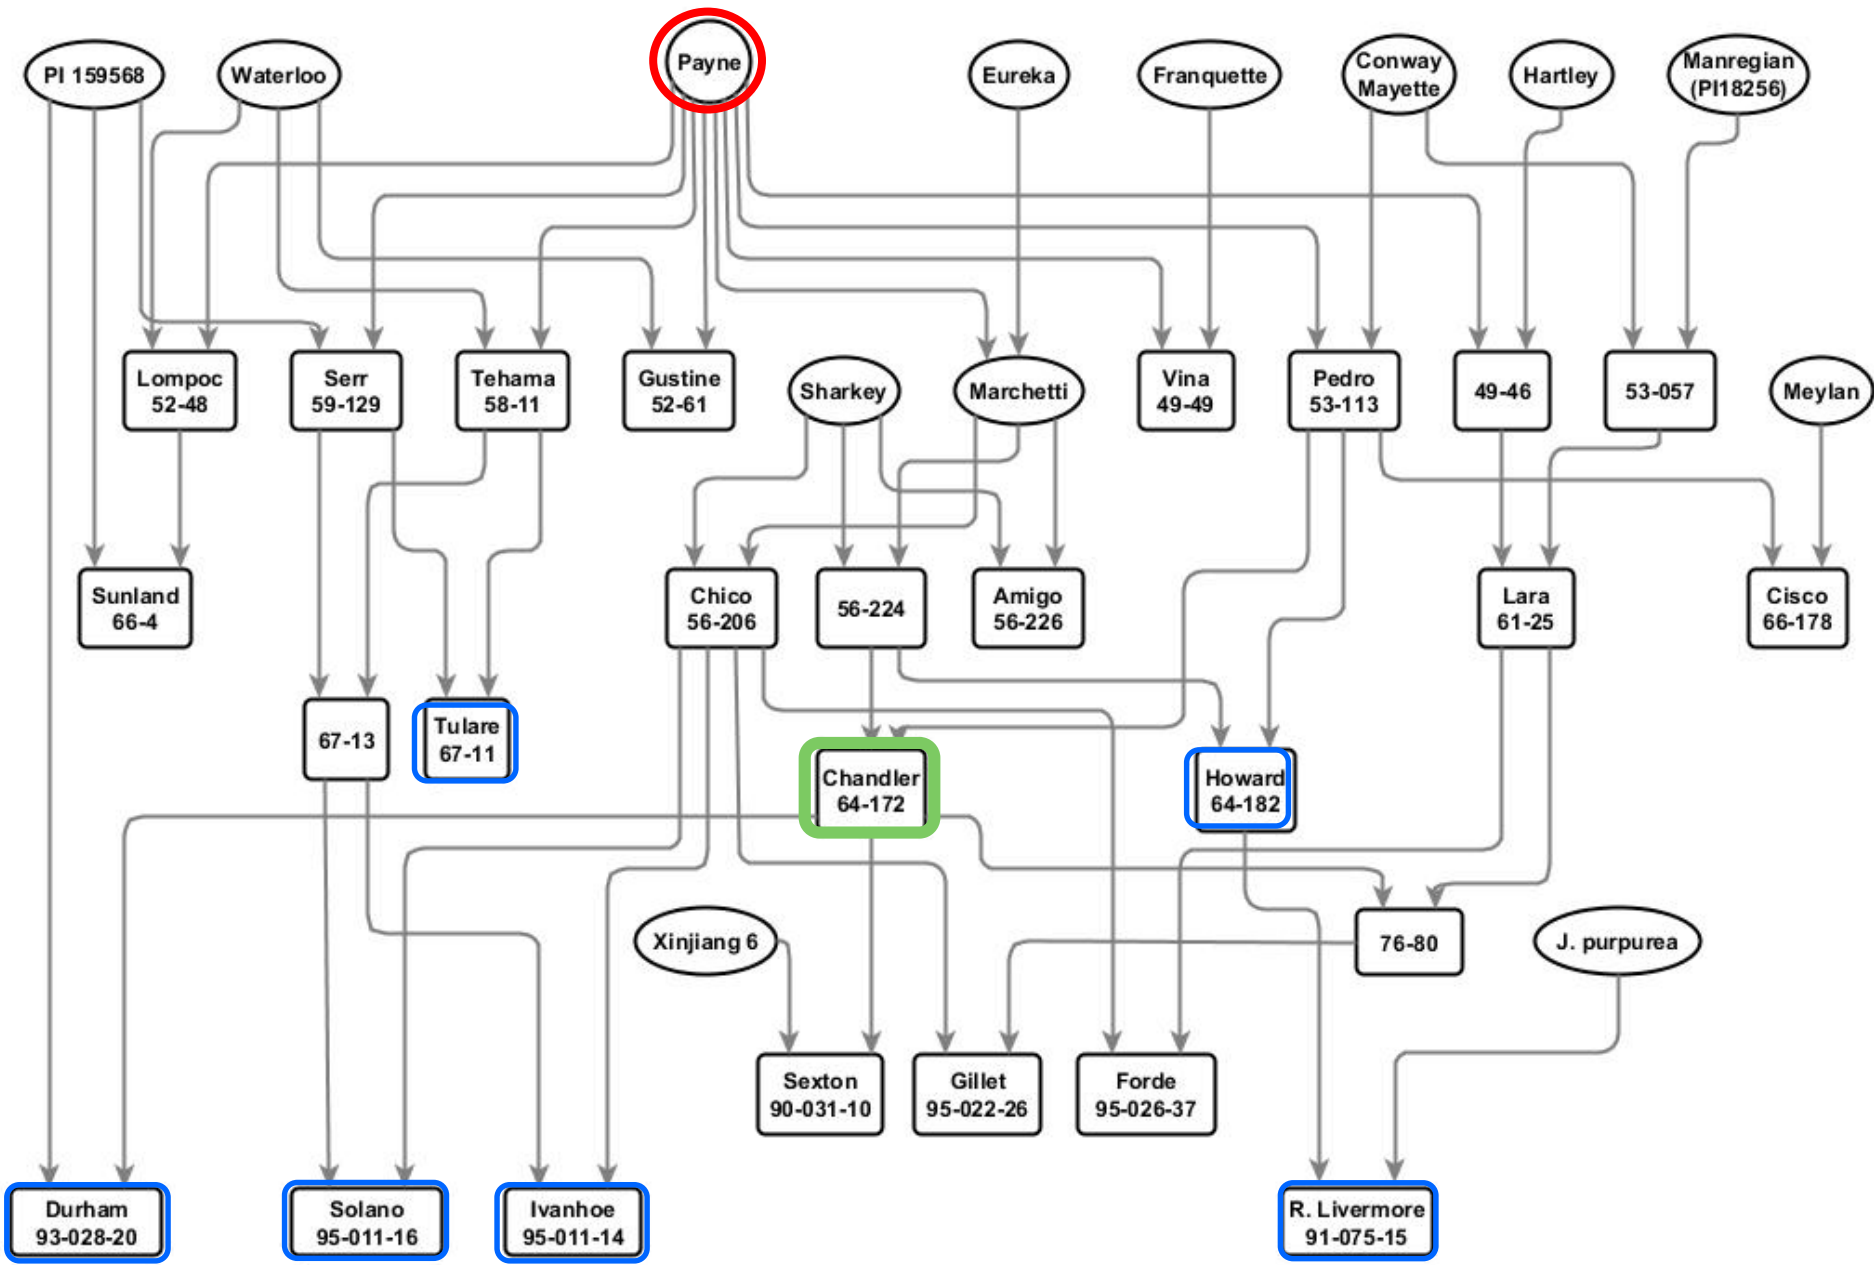 PI 159568
Waterloo
Payne
Eureka
Franquette
Conway
Mayette
Hartley
Manregian
(PI18256)
Lompoc
52-48
Serr
59-129
Tehama
58-11
Gustine
52-61
Sharkey
Marchetti
Vina
49-49
Pedro
53-113
49-46
53-057
Meylan
Sunland
66-4
Chico
56-206
56-224
Amigo
56-226
Lara
61-25
Cisco
66-178
67-13
Tulare
67-11
Chandler
64-172
Howard
64-182
Xinjiang 6
76-80
J. purpurea
Sexton
90-031-10
Gillet
95-022-26
Forde
95-026-37
Durham
93-028-20
Solano
95-011-16
Ivanhoe
95-011-14
R. Livermore
91-075-15